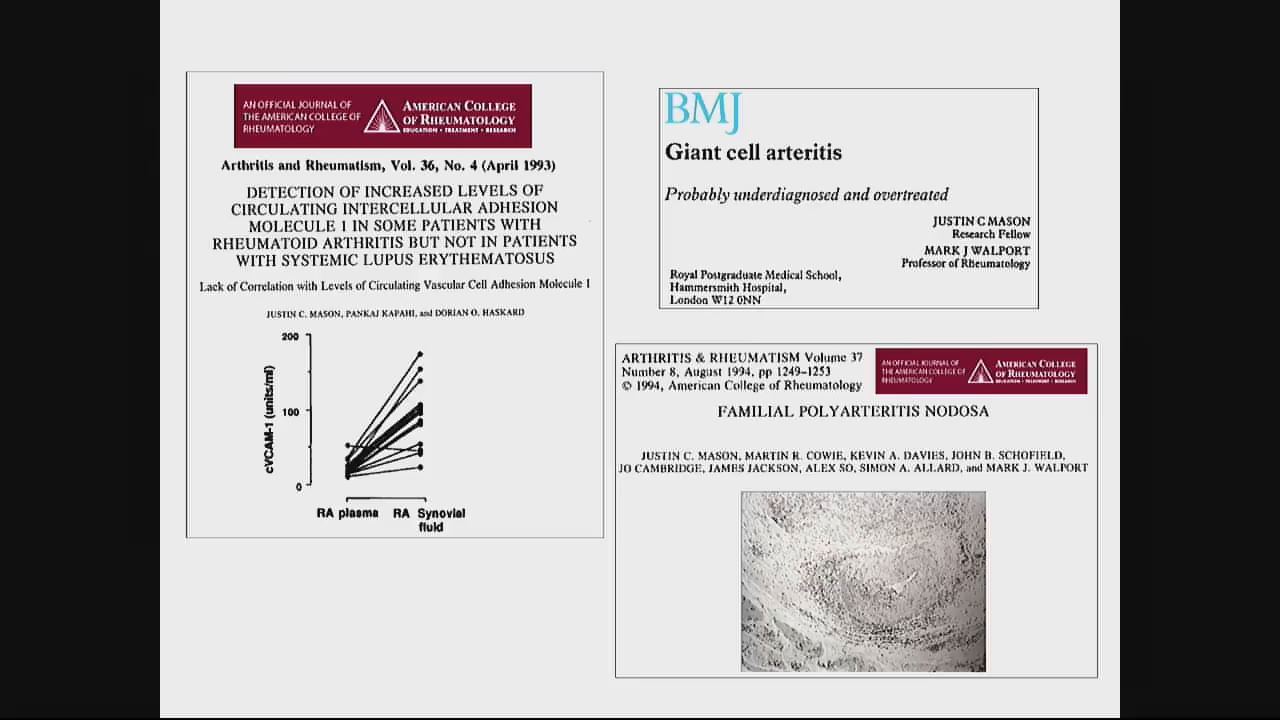 AN OFFICIAL JOURNAL OF
THE AMERICAN COLLEGE OF
RHEUMATOLOGY
AMERICAN COLLEGE
OF RHEUMATOLOGY
EDUCATION • TREATMENT • RESEARCH
Arthritis and Rheumatism, Vol. 36, No. 4 (April 1993)
DETECTION OF INCREASED LEVELS OF
CIRCULATING INTERCELLULAR ADHESION
MOLECULE 1 IN SOME PATIENTS WITH
RHEUMATOID ARTHRITIS BUT NOT IN PATIENTS
WITH SYSTEMIC LUPUS ERYTHEMATOSUS
Lack of Correlation with Levels of Circulating Vascular Cell Adhesion Molecule 1
JUSTIN C. MASON, PANKAJ KAPAHI, and DORIAN O. HASKARD
200
100
0
cVCAM-1 (units/ml)
RA plasma
RA Synovial
fluid
BMJ
Giant cell arteritis
Probably underdiagnosed and overtreated
JUSTIN C MASON
Research Fellow
MARK J WALPORT
Professor of Rheumatology
Royal Postgraduate Medical School,
Hammersmith Hospital,
London W12 0NN
ARTHRITIS & RHEUMATISM Volume 37
Number 8, August 1994, pp 1249–1253
© 1994, American College of Rheumatology
AN OFFICIAL JOURNAL OF
THE AMERICAN COLLEGE OF
RHEUMATOLOGY
AMERICAN COLLEGE
OF RHEUMATOLOGY
EDUCATION • TREATMENT • RESEARCH
FAMILIAL POLYARTERITIS NODOSA
JUSTIN C. MASON, MARTIN R. COWIE, KEVIN A. DAVIES, JOHN B. SCHOFIELD,
JO CAMBRIDGE, JAMES JACKSON, ALEX SO, SIMON A. ALLARD, and MARK J. WALPORT